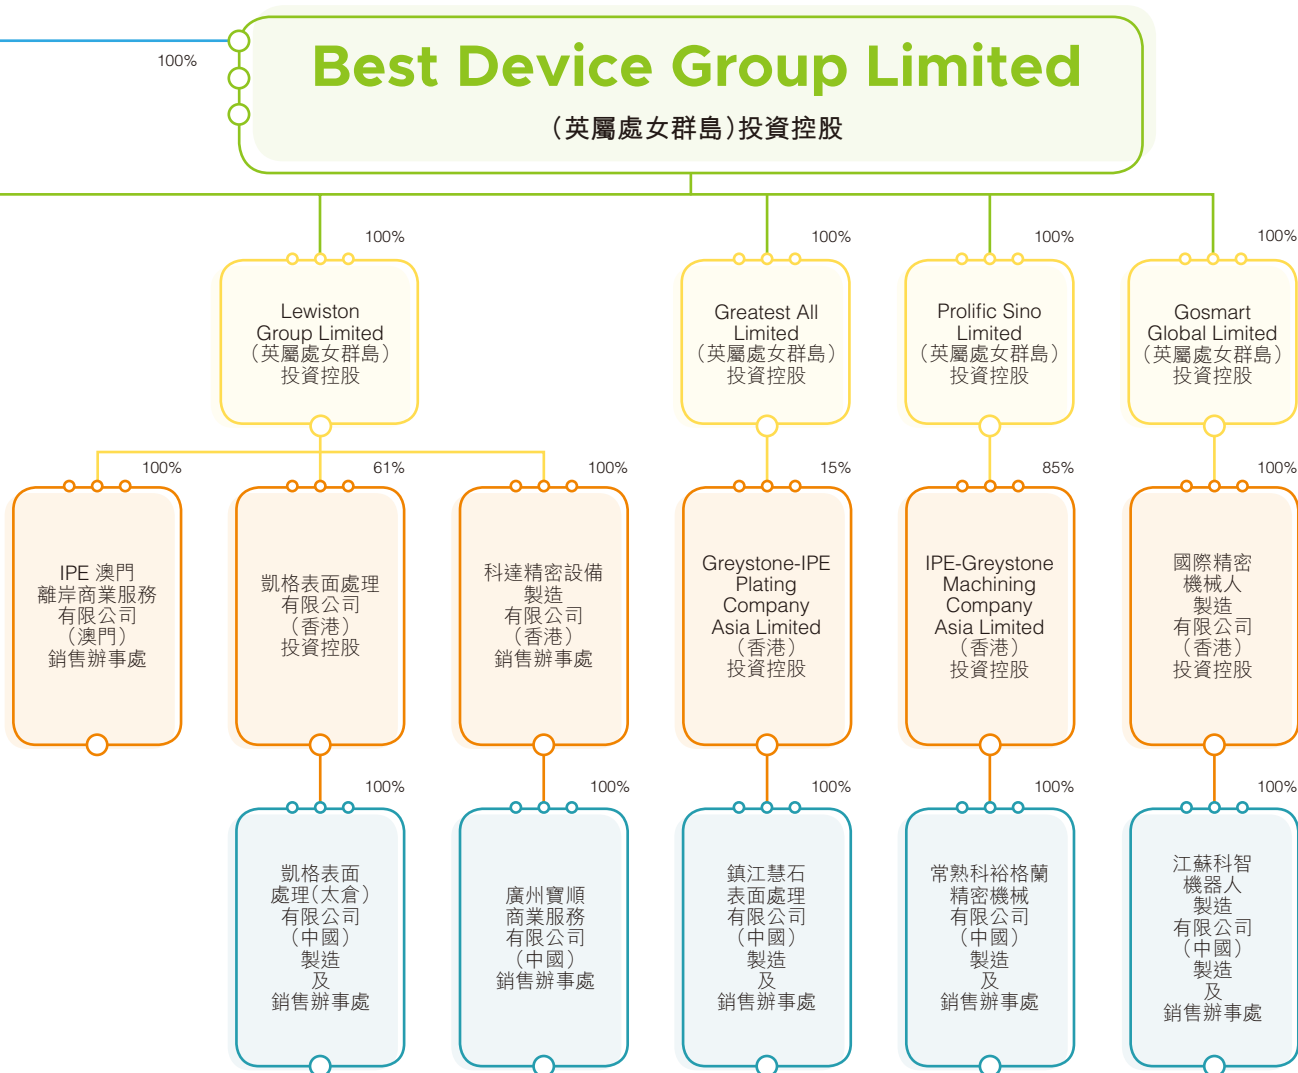 100%
Best Device Group Limited
（英屬處女群島）投資控股
100%
Lewiston
Group Limited
（英屬處女群島）
投資控股
100%
Greatest All
Limited
（英屬處女群島）
投資控股
100%
Prolific Sino
Limited
（英屬處女群島）
投資控股
100%
Gosmart
Global Limited
（英屬處女群島）
投資控股
100%
IPE 澳門
離岸商業服務
有限公司
（澳門）
銷售辦事處
61%
凱格表面處理
有限公司
（香港）
投資控股
100%
科達精密設備
製造
有限公司
（香港）
銷售辦事處
15%
Greystone-IPE
Plating
Company
Asia Limited
（香港）
投資控股
85%
IPE-Greystone
Machining
Company
Asia Limited
（香港）
投資控股
100%
國際精密
機械人
製造
有限公司
（香港）
投資控股
100%
凱格表面
處理（太倉）
有限公司
（中國）
製造
及
銷售辦事處
100%
廣州寶順
商業服務
有限公司
（中國）
銷售辦事處
100%
鎮江慧石
表面處理
有限公司
（中國）
製造
及
銷售辦事處
100%
常熟科裕格蘭
精密機械
有限公司
（中國）
製造
及
銷售辦事處
100%
江蘇科智
機器人
製造
有限公司
（中國）
製造
及
銷售辦事處